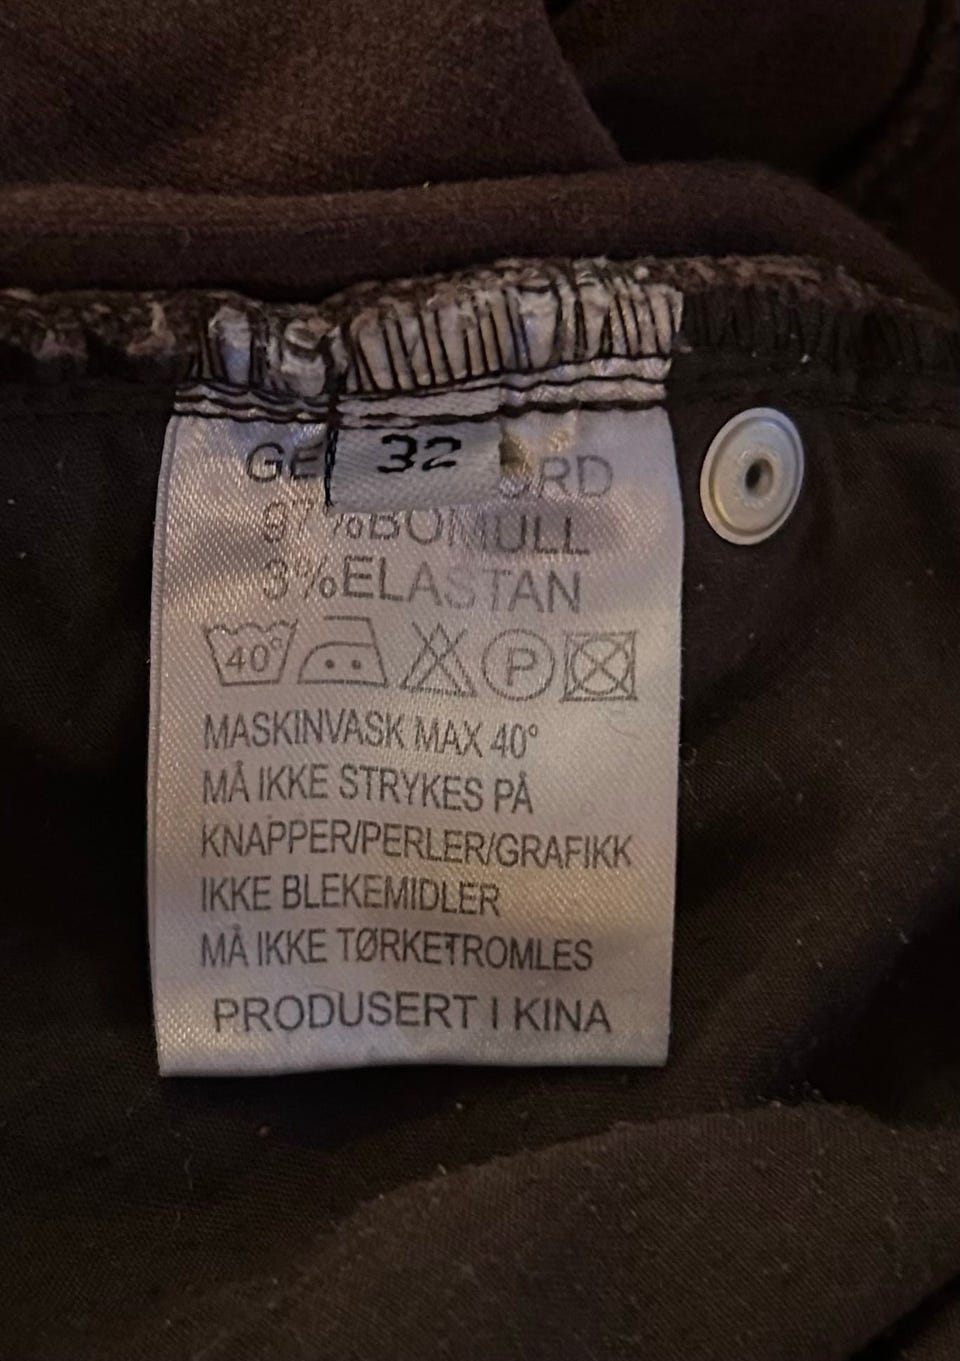 32
97%BOMULL
3%ELASTAN
40° P
MASKINVASK MAX 40°
MÅ IKKE STRYKES PÅ
KNAPPER/PERLER/GRAFIKK
IKKE BLEKEMIDLER
MÅ IKKE TØRKETROMLES
PRODUSERT I KINA